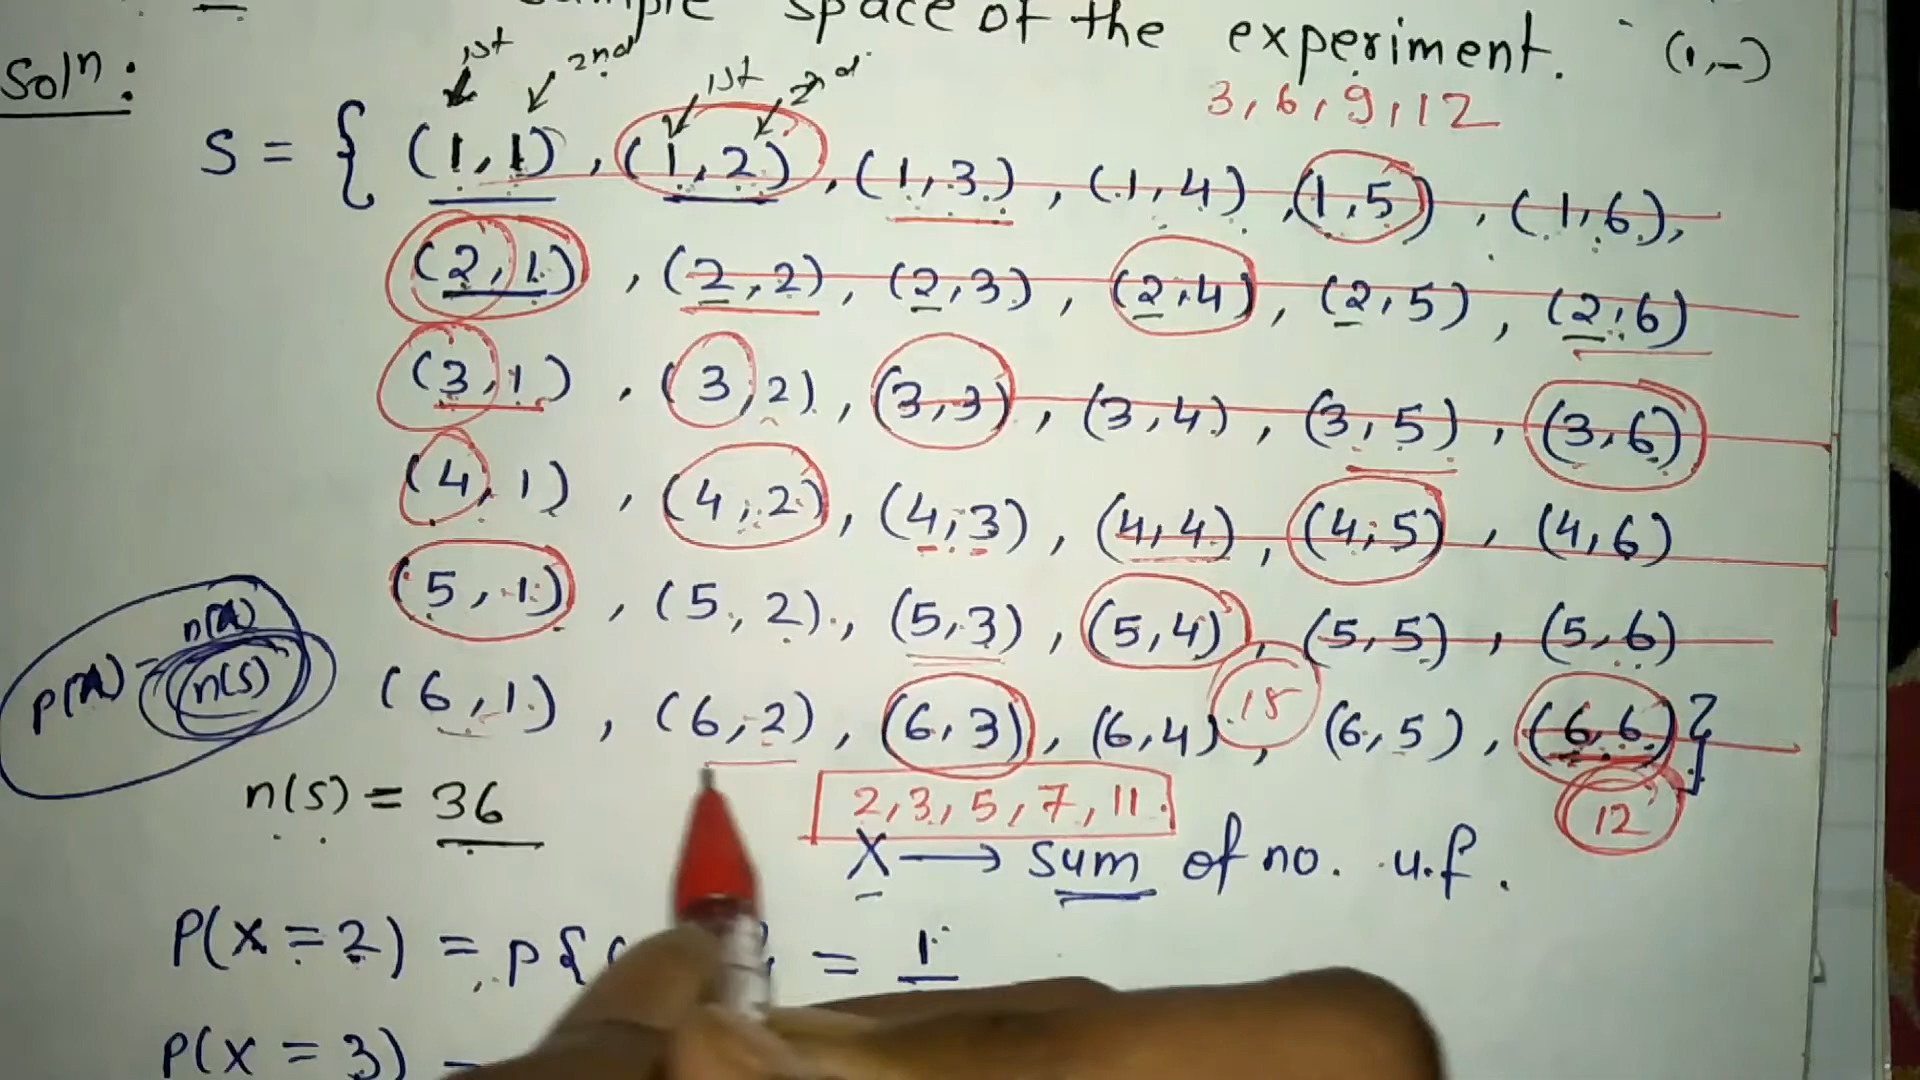 sample space of the experiment. (1,-)
Solⁿ:
1st 2nd 1st 2nd
3, 6, 9, 12
S = { (1,1), (1,2), (1,3), (1,4), (1,5), (1,6),
(2,1), (2,2), (2,3), (2,4), (2,5), (2,6)
(3,1), (3,2), (3,3), (3,4), (3,5), (3,6)
(4,1), (4,2), (4,3), (4,4), (4,5), (4,6)
(5,1), (5,2), (5,3), (5,4), (5,5), (5,6)
(6,1), (6,2), (6,3), (6,4), (6,5), (6,6) }
P(A) = n(A)/n(S)
15
12
n(S) = 36
2, 3, 5, 7, 11.
X → Sum of no. u.f.
P(X = 2) = P{ = 1
P(X = 3) =